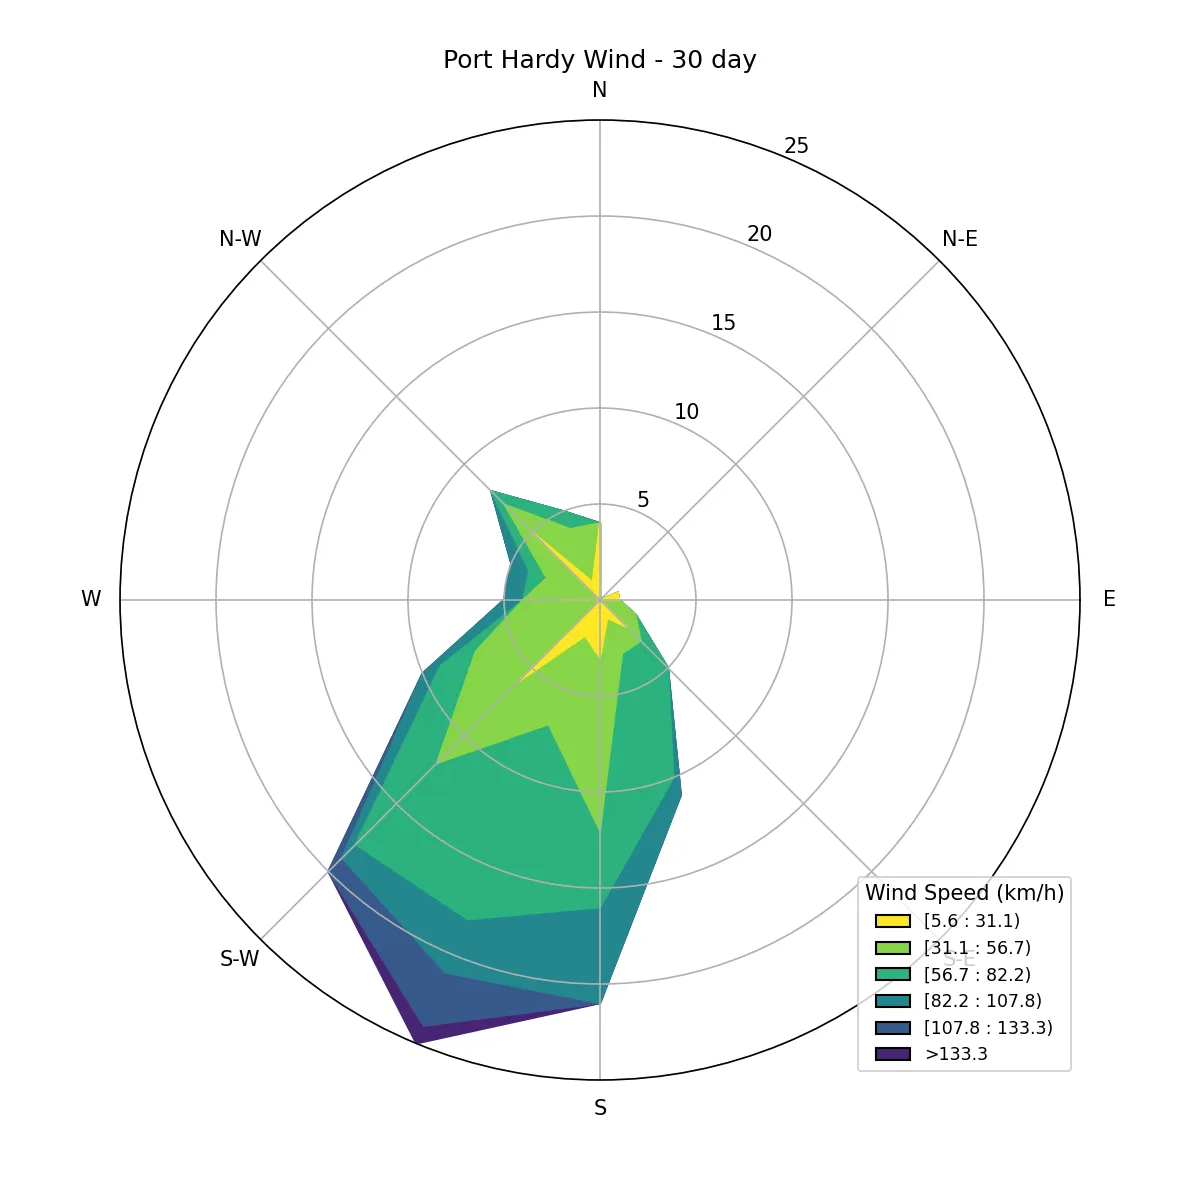 Port Hardy Wind - 30 day
N
25
N-W
N-E
20
15
10
5
W
E
S-W
S-E
S
Wind Speed (km/h)
[5.6 : 31.1)
[31.1 : 56.7)
[56.7 : 82.2)
[82.2 : 107.8)
[107.8 : 133.3)
>133.3